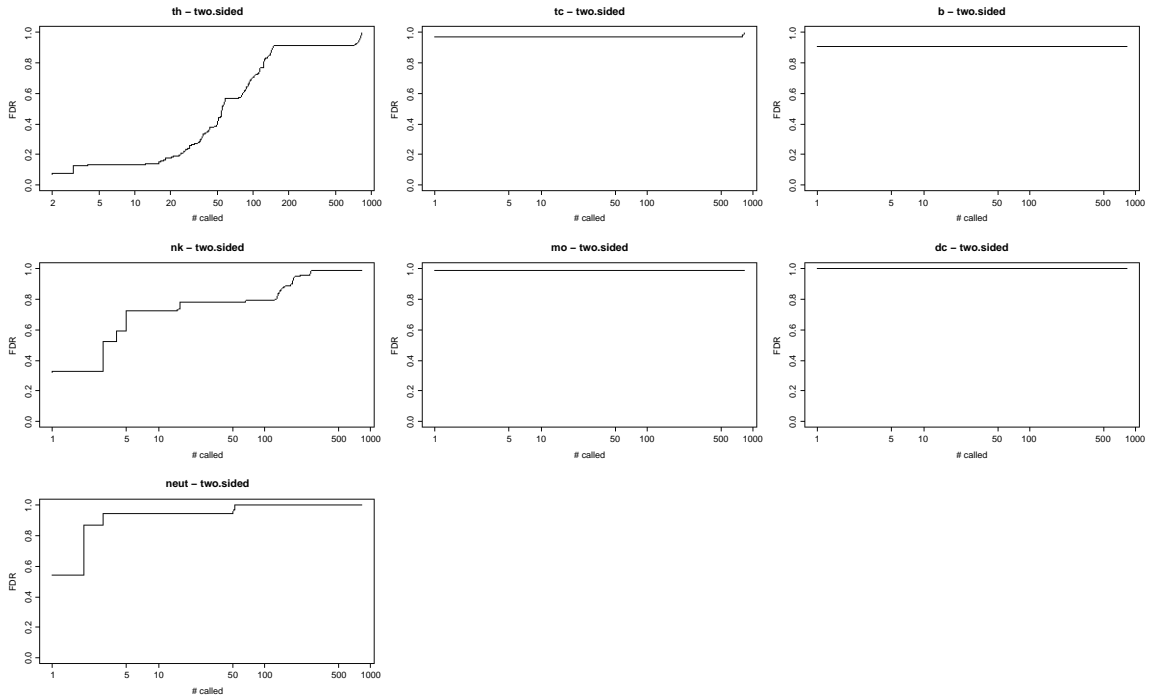 th – two.sided
FDR
0.0 0.2 0.4 0.6 0.8 1.0
2 5 10 20 50 100 200 500 1000
# called
tc – two.sided
FDR
0.0 0.2 0.4 0.6 0.8 1.0
1 5 10 50 100 500 1000
# called
b – two.sided
FDR
0.0 0.2 0.4 0.6 0.8 1.0
1 5 10 50 100 500 1000
# called
nk – two.sided
FDR
0.0 0.2 0.4 0.6 0.8 1.0
1 5 10 50 100 500 1000
# called
mo – two.sided
FDR
0.0 0.2 0.4 0.6 0.8 1.0
1 5 10 50 100 500 1000
# called
dc – two.sided
FDR
0.0 0.2 0.4 0.6 0.8 1.0
1 5 10 50 100 500 1000
# called
neut – two.sided
FDR
0.0 0.2 0.4 0.6 0.8 1.0
1 5 10 50 100 500 1000
# called